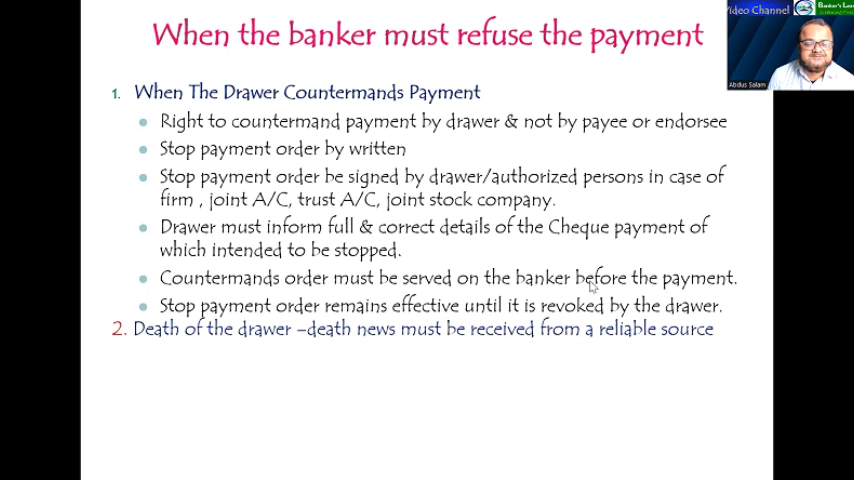 When the banker must refuse the payment
Video Channel
Banker's Lear
Abdus Salam
1. When The Drawer Countermands Payment
Right to countermand payment by drawer & not by payee or endorsee
Stop payment order by written
Stop payment order be signed by drawer/authorized persons in case of
firm , joint A/C, trust A/C, joint stock company.
Drawer must inform full & correct details of the Cheque payment of
which intended to be stopped.
Countermands order must be served on the banker before the payment.
Stop payment order remains effective until it is revoked by the drawer.
2. Death of the drawer –death news must be received from a reliable source